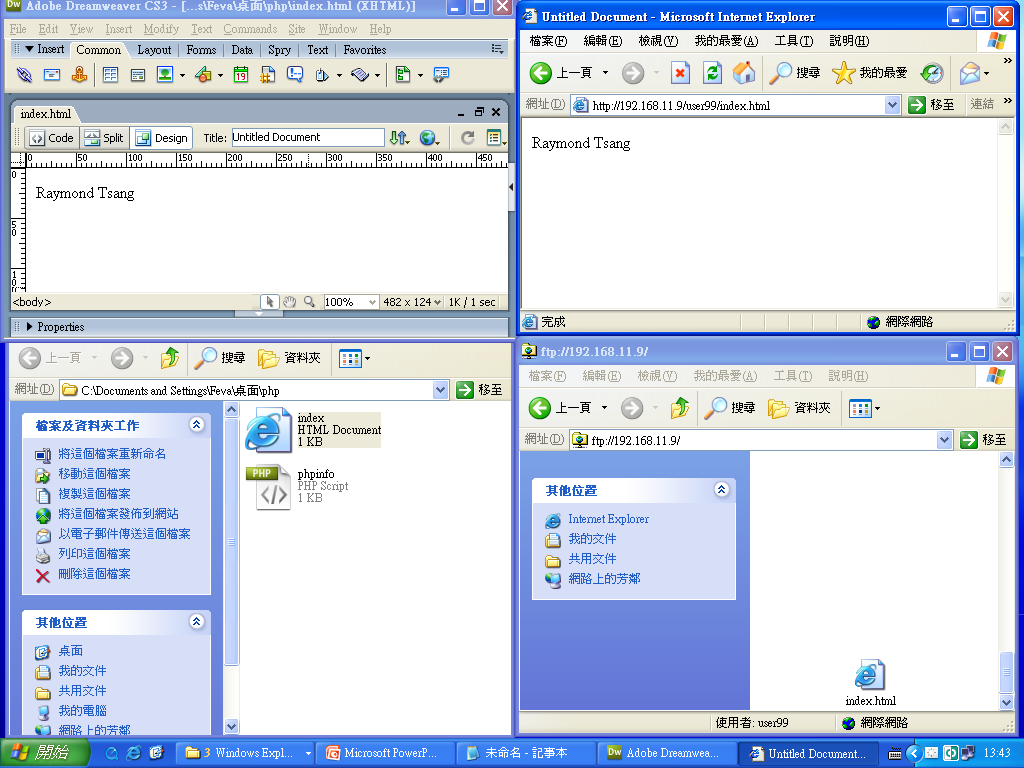 Adobe Dreamweaver CS3 - [...s\Feva\桌面\php\index.html (XHTML)]
File Edit View Insert Modify Text Commands Site Window Help
Insert Common Layout Forms Data Spry Text Favorites
index.html
Code Split Design Title: Untitled Document
0 50 100 150 200 250 300 350 400 450
Raymond Tsang
<body> 100% 482 x 124 1K / 1 sec
Properties
Untitled Document - Microsoft Internet Explorer
檔案(F) 編輯(E) 檢視(V) 我的最愛(A) 工具(T) 說明(H)
上一頁 搜尋 我的最愛
網址(D) http://192.168.11.9/user99/index.html 移至 連結
Raymond Tsang
完成 網際網路
上一頁 搜尋 資料夾
網址(D) C:\Documents and Settings\Feva\桌面\php 移至
檔案及資料夾工作
將這個檔案重新命名
移動這個檔案
複製這個檔案
將這個檔案發佈到網站
以電子郵件傳送這個檔案
列印這個檔案
刪除這個檔案
其他位置
桌面
我的文件
共用文件
我的電腦
網路上的芳鄰
index
HTML Document
1 KB
PHP
phpinfo
PHP Script
1 KB
ftp://192.168.11.9/
檔案(F) 編輯(E) 檢視(V) 我的最愛(A) 工具(T) 說明(H)
上一頁 搜尋 資料夾
網址(D) ftp://192.168.11.9/ 移至
其他位置
Internet Explorer
我的文件
共用文件
網路上的芳鄰
index.html
使用者: user99 網際網路
開始 3 Windows Expl... Microsoft PowerP... 未命名 - 記事本 Adobe Dreamwea... Untitled Document... 13:43